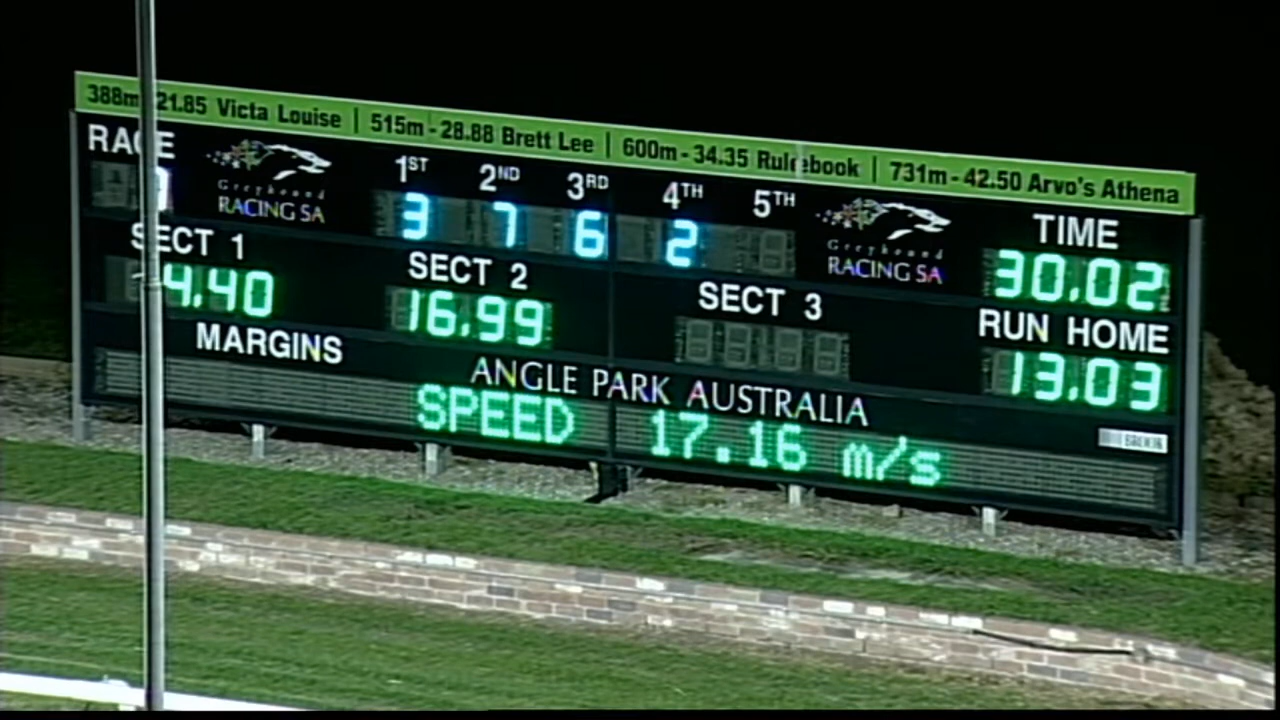 388m 21.85 Victa Louise | 515m - 28.88 Brett Lee | 600m - 34.35 Rulebook | 731m - 42.50 Arvo's Athena
RACE
Greyhound
RACING SA
1ST 2ND 3RD 4TH 5TH
3 7 6 2
Greyhound
RACING SA
TIME
30.02
SECT 1
4.40
SECT 2
16.99
SECT 3
RUN HOME
13.03
MARGINS
ANGLE PARK AUSTRALIA
SPEED 17.16 m/s